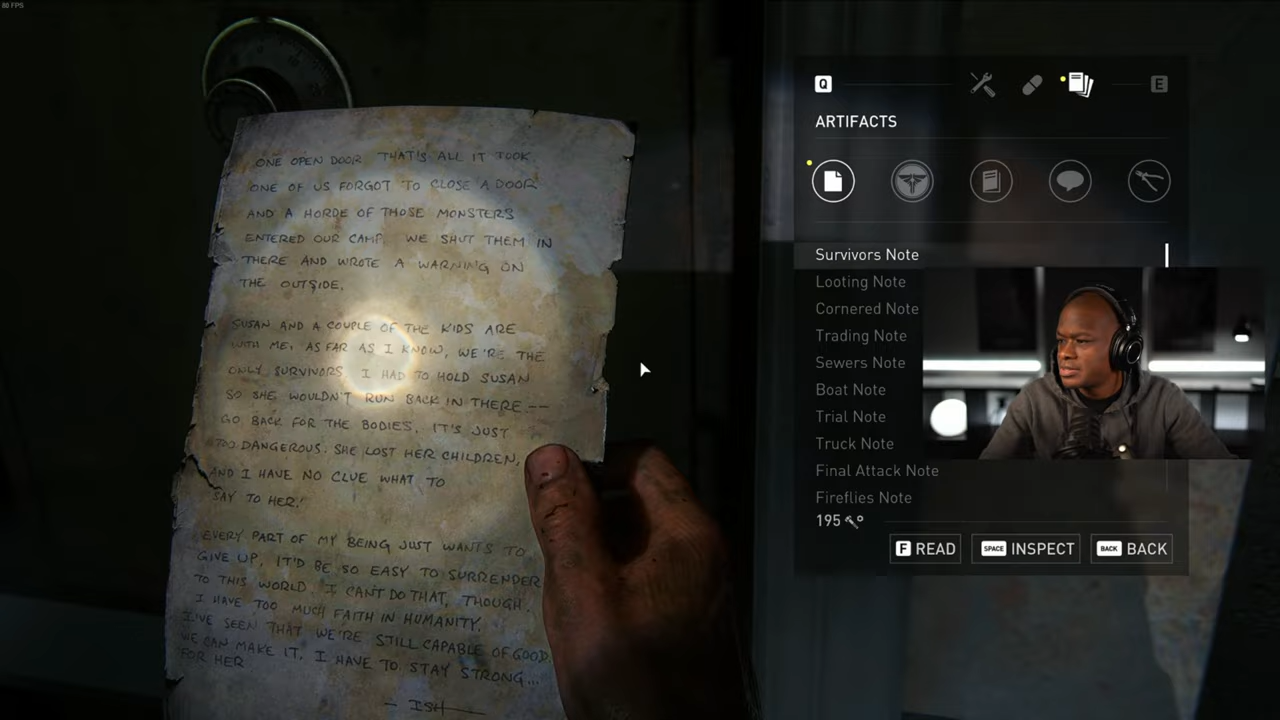 80 FPS
ONE OPEN DOOR. THAT'S ALL IT TOOK.
ONE OF US FORGOT TO CLOSE A DOOR
AND A HORDE OF THOSE MONSTERS
ENTERED OUR CAMP. WE SHUT THEM IN
THERE AND WROTE A WARNING ON
THE OUTSIDE.
SUSAN AND A COUPLE OF THE KIDS ARE
WITH ME. AS FAR AS I KNOW, WE'RE THE
ONLY SURVIVORS. I HAD TO HOLD SUSAN
SO SHE WOULDN'T RUN BACK IN THERE --
GO BACK FOR THE BODIES. IT'S JUST
TOO DANGEROUS. SHE LOST HER CHILDREN,
AND I HAVE NO CLUE WHAT TO
SAY TO HER.
EVERY PART OF MY BEING JUST WANTS TO
GIVE UP. IT'D BE SO EASY TO SURRENDER
TO THIS WORLD. I CAN'T DO THAT, THOUGH.
I HAVE TOO MUCH FAITH IN HUMANITY.
I'VE SEEN THAT WE'RE STILL CAPABLE OF GOOD.
WE CAN MAKE IT. I HAVE TO STAY STRONG...
FOR HER
- ISH
Q
E
ARTIFACTS
Survivors Note
Looting Note
Cornered Note
Trading Note
Sewers Note
Boat Note
Trial Note
Truck Note
Final Attack Note
Fireflies Note
195
F READ SPACE INSPECT BACK BACK